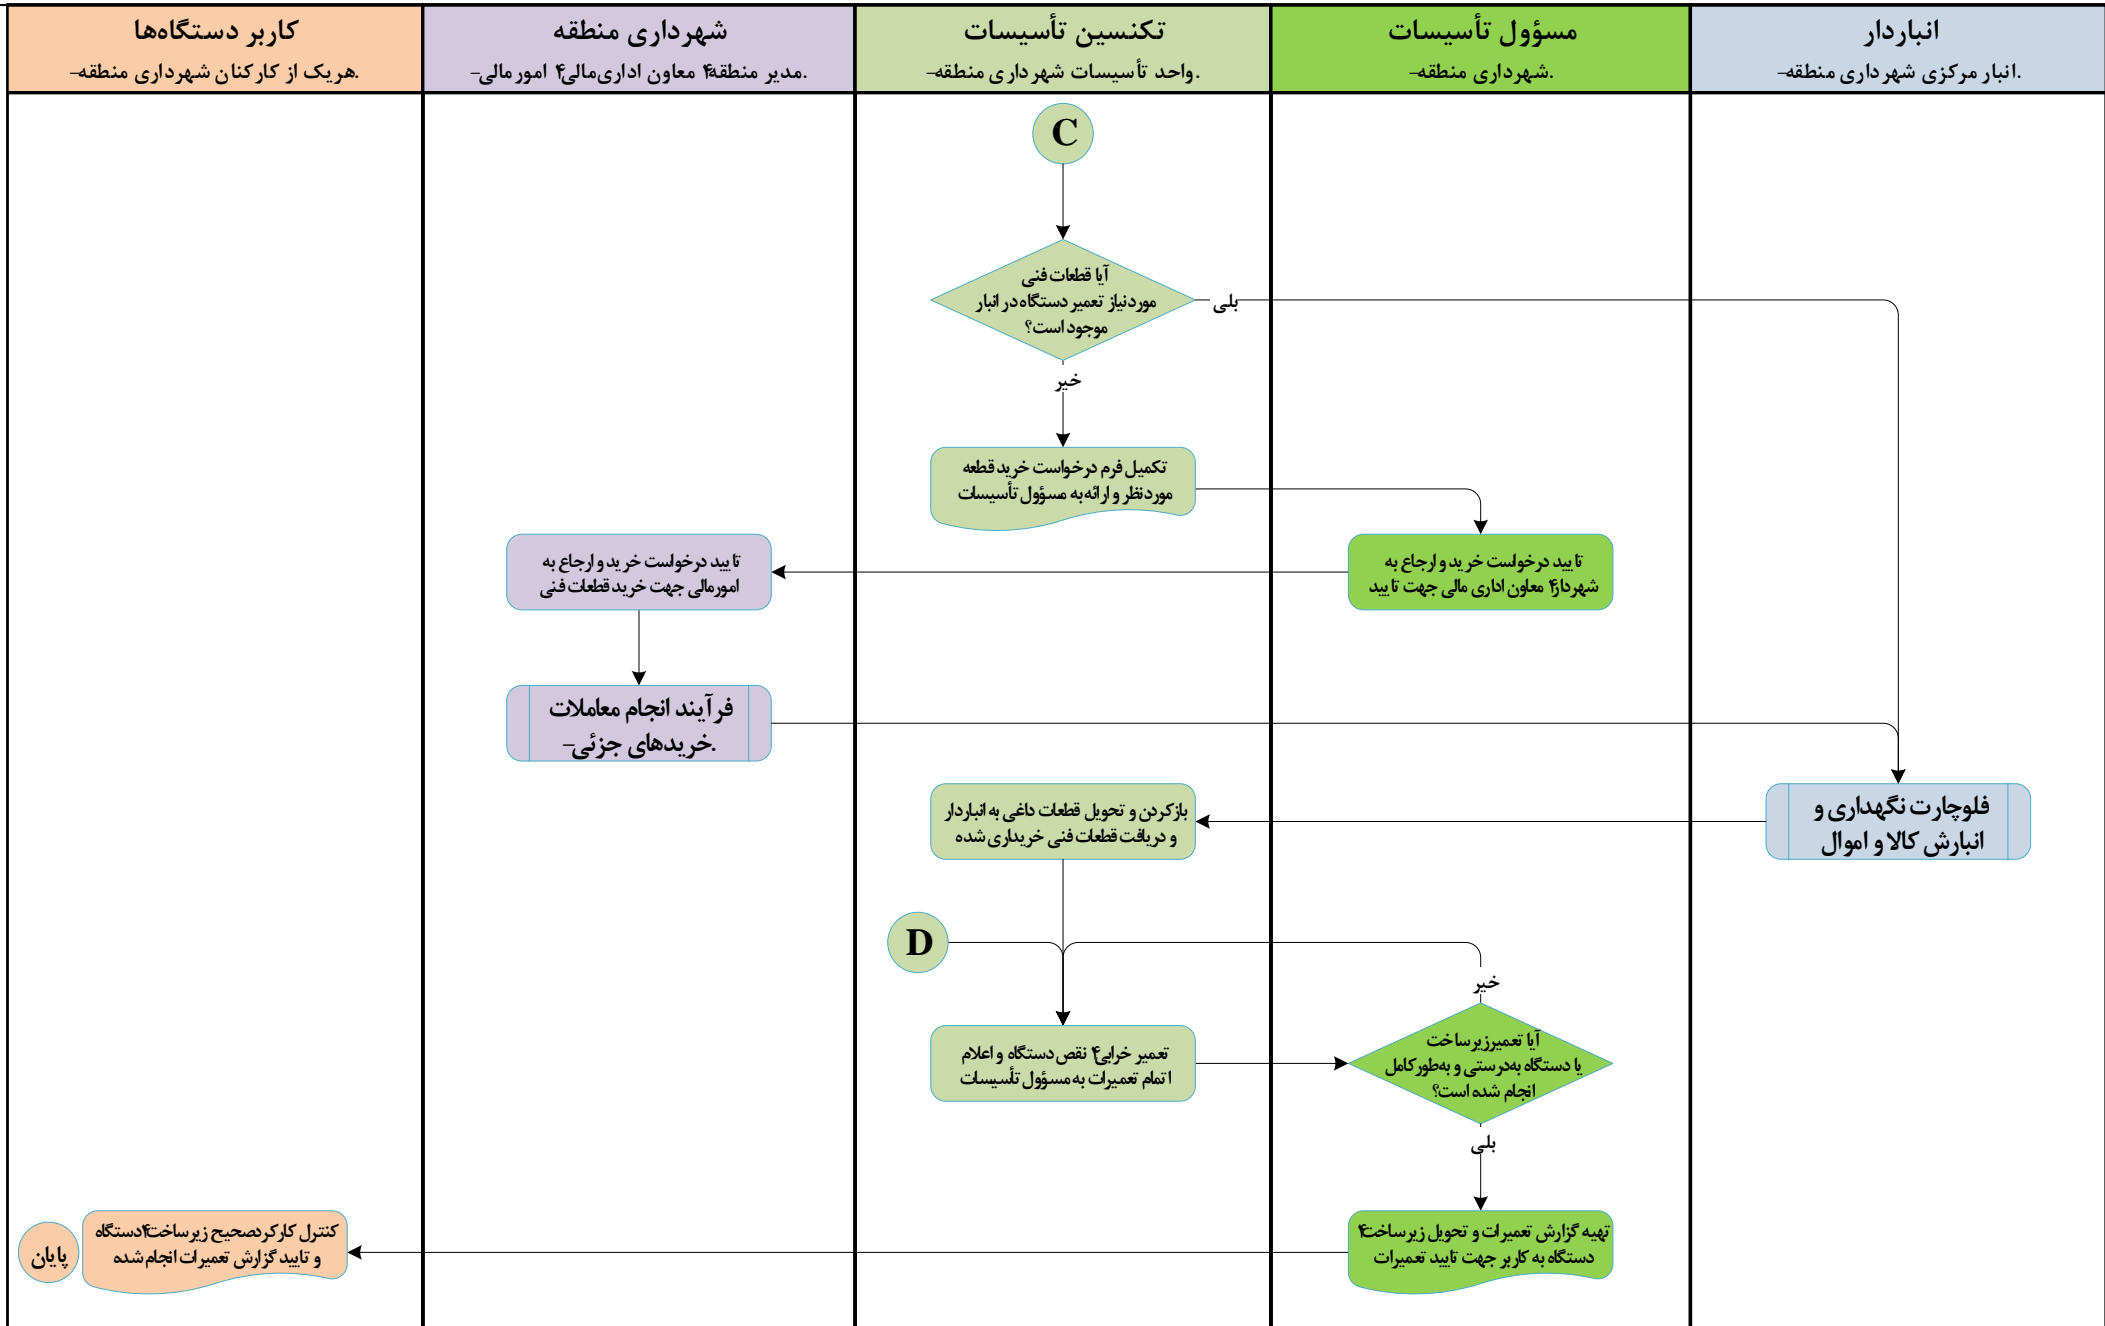 انباردار
.انبار مرکزی شهرداری منطقه–
مسؤول تأسیسات
.شهرداری منطقه–
تکنسین تأسیسات
.واحد تأسیسات شهرداری منطقه–
شهرداری منطقه
.مدیر منطقه؟ معاون اداری‌مالی؟ امورمالی–
کاربر دستگاه‌ها
.هریک از کارکنان شهرداری منطقه–
C
آیا قطعات فنی
موردنیاز تعمیر دستگاه در انبار
موجود است؟
بلی
خیر
تکمیل فرم درخواست خرید قطعه
موردنظر و ارائه به مسؤول تأسیسات
تایید درخواست خرید و ارجاع به
شهردار؟ معاون اداری مالی جهت تایید
تایید درخواست خرید و ارجاع به
امورمالی جهت خرید قطعات فنی
فرآیند انجام معاملات
.خریدهای جزئی–
فلوچارت نگهداری و
انبارش کالا و اموال
بازکردن و تحویل قطعات داغی به انباردار
و دریافت قطعات فنی خریداری شده
D
خیر
تعمیر خرابی؟ نقص دستگاه و اعلام
اتمام تعمیرات به مسؤول تأسیسات
آیا تعمیرزیرساخت
یا دستگاه به‌درستی و به‌طورکامل
انجام شده است؟
بلی
تهیه گزارش تعمیرات و تحویل زیرساخت؟
دستگاه به کاربر جهت تایید تعمیرات
کنترل کارکردصحیح زیرساخت؟دستگاه
و تایید گزارش تعمیرات انجام‌شده
پایان